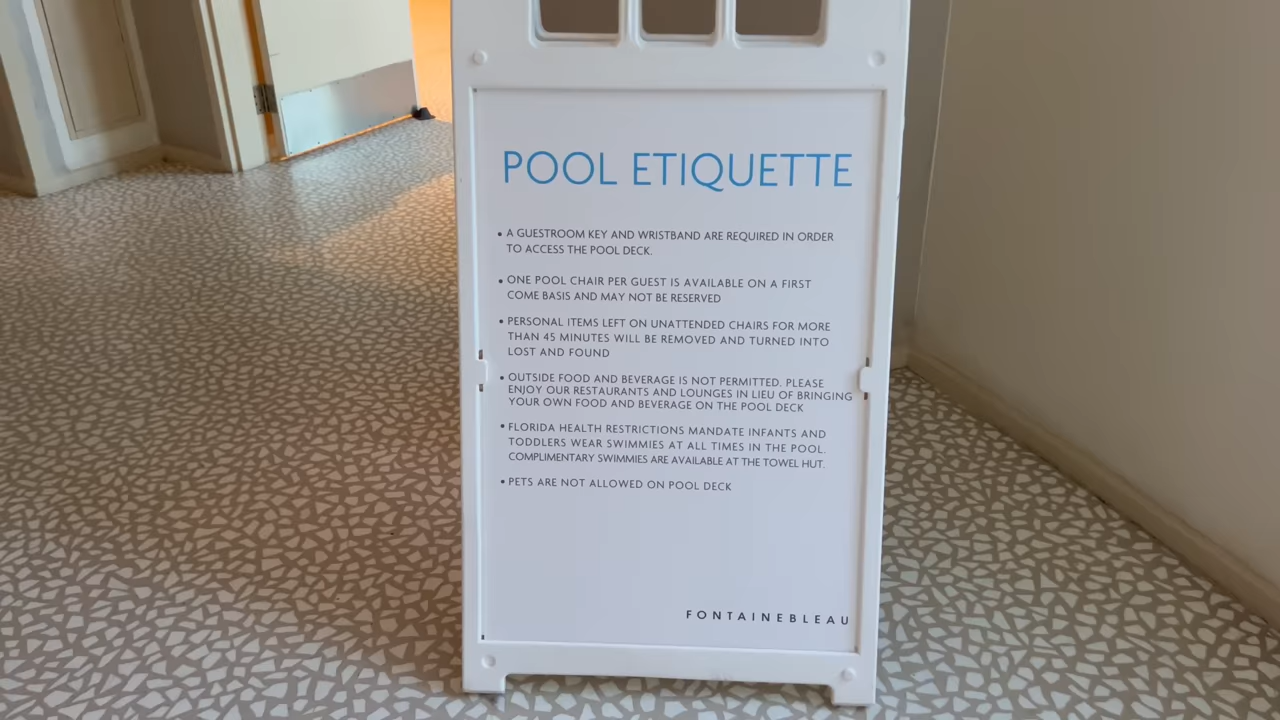 POOL ETIQUETTE
• A GUESTROOM KEY AND WRISTBAND ARE REQUIRED IN ORDER
TO ACCESS THE POOL DECK.
• ONE POOL CHAIR PER GUEST IS AVAILABLE ON A FIRST
COME BASIS AND MAY NOT BE RESERVED
• PERSONAL ITEMS LEFT ON UNATTENDED CHAIRS FOR MORE
THAN 45 MINUTES WILL BE REMOVED AND TURNED INTO
LOST AND FOUND
• OUTSIDE FOOD AND BEVERAGE IS NOT PERMITTED. PLEASE
ENJOY OUR RESTAURANTS AND LOUNGES IN LIEU OF BRINGING
YOUR OWN FOOD AND BEVERAGE ON THE POOL DECK
• FLORIDA HEALTH RESTRICTIONS MANDATE INFANTS AND
TODDLERS WEAR SWIMMIES AT ALL TIMES IN THE POOL.
COMPLIMENTARY SWIMMIES ARE AVAILABLE AT THE TOWEL HUT.
• PETS ARE NOT ALLOWED ON POOL DECK
FONTAINEBLEAU